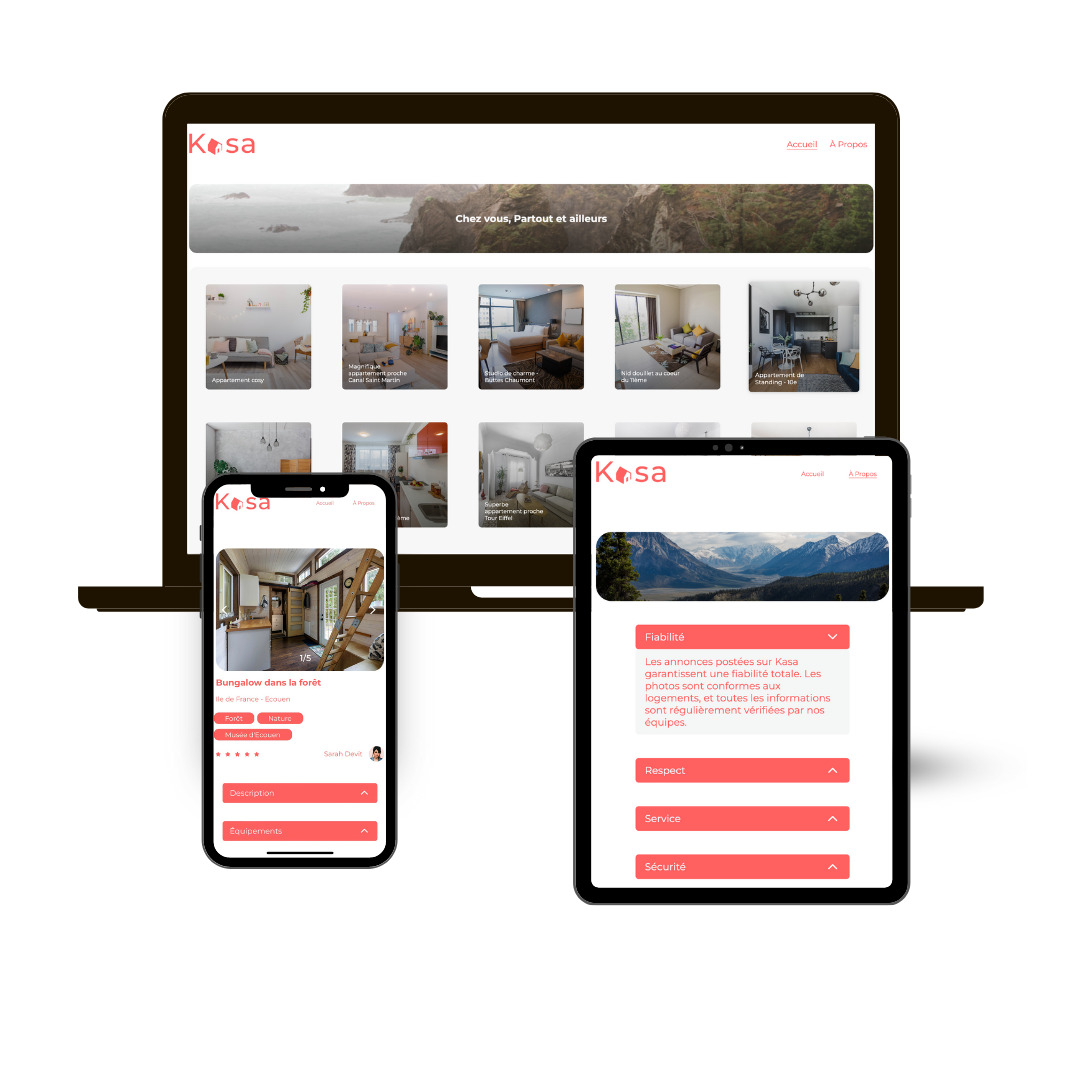 Kasa
Accueil À Propos
Chez vous, Partout et ailleurs
Appartement cosy
Magnifique
appartement proche
Canal Saint Martin
Studio de charme -
Buttes Chaumont
Nid douillet au coeur
du 11ème
Appartement de
Standing - 10e
ème
Superbe
appartement proche
Tour Eiffel
Kasa
Accueil À Propos
1/5
Bungalow dans la forêt
Ile de France - Ecouen
Forêt Nature
Musée d'Ecouen
Sarah Devit
Description
Équipements
Kasa
Accueil À Propos
Fiabilité
Les annonces postées sur Kasa
garantissent une fiabilité totale. Les
photos sont conformes aux
logements, et toutes les informations
sont régulièrement vérifiées par nos
équipes.
Respect
Service
Sécurité